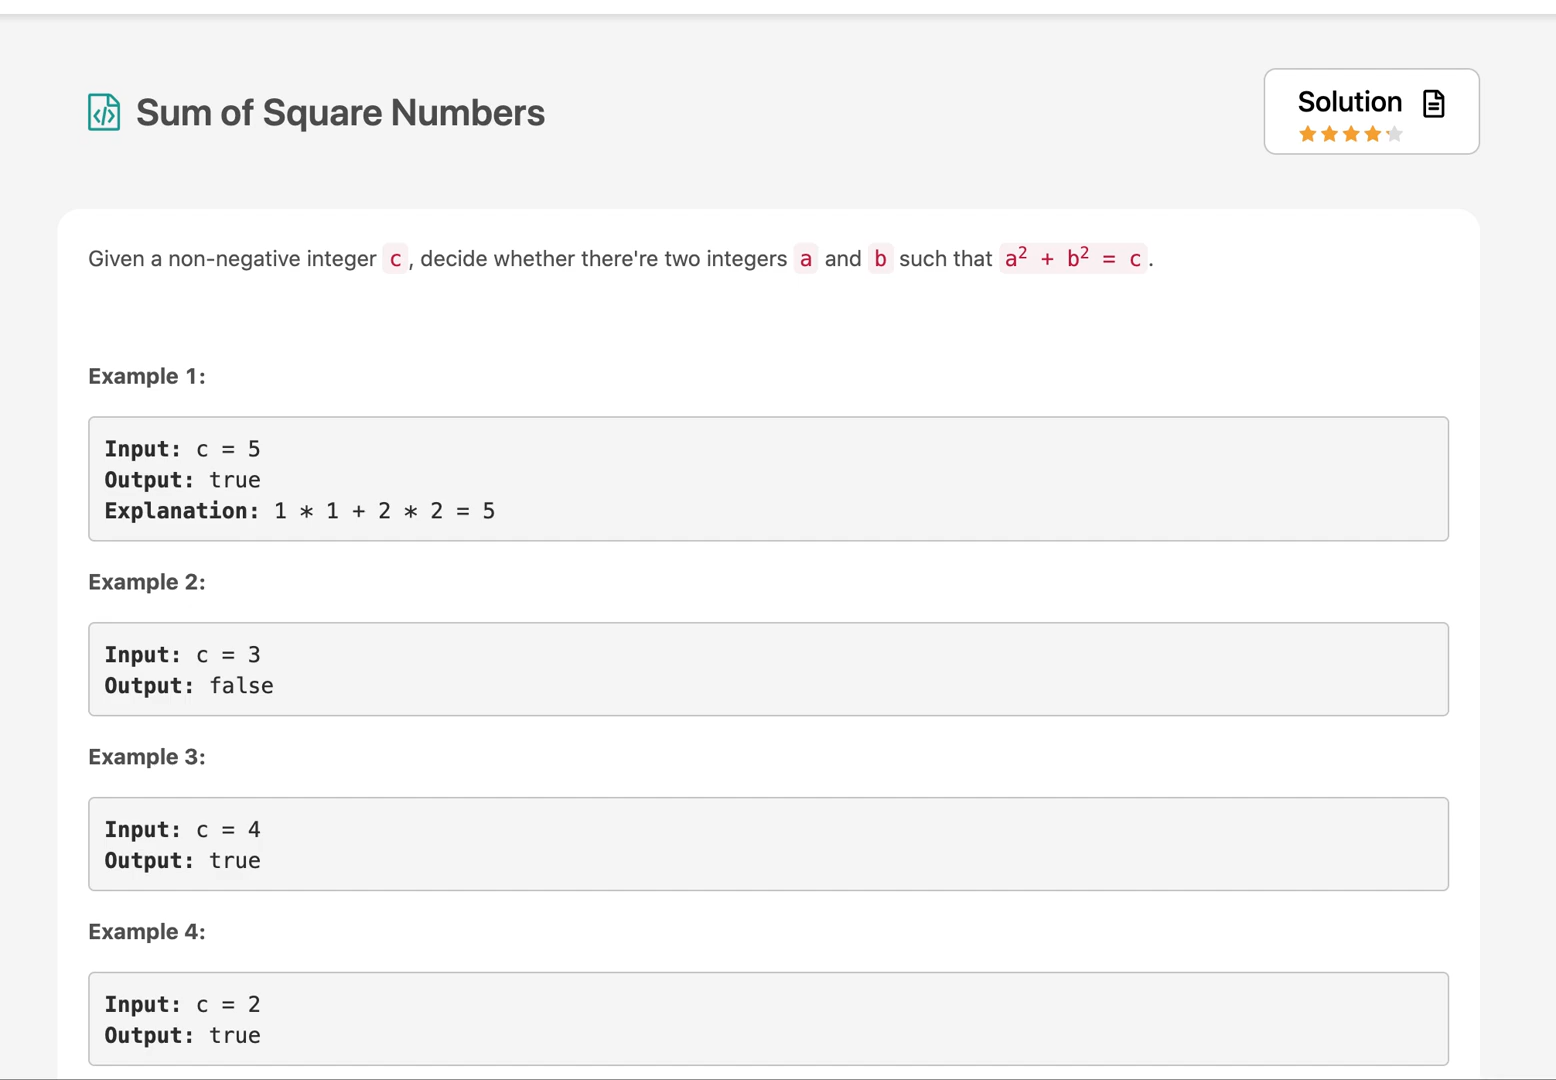 Sum of Square Numbers
Solution
Given a non-negative integer c, decide whether there're two integers a and b such that a² + b² = c.
Example 1:
Input: c = 5
Output: true
Explanation: 1 * 1 + 2 * 2 = 5
Example 2:
Input: c = 3
Output: false
Example 3:
Input: c = 4
Output: true
Example 4:
Input: c = 2
Output: true